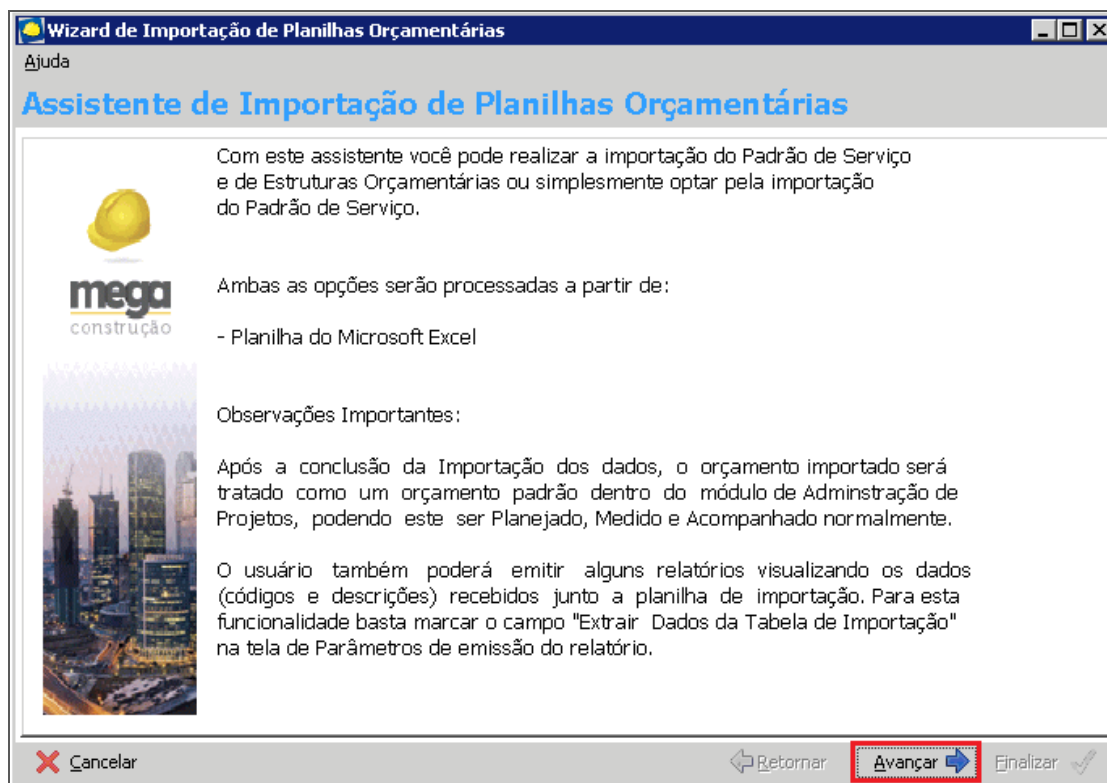 Wizard de Importação de Planilhas Orçamentárias
Ajuda
Assistente de Importação de Planilhas Orçamentárias
Com este assistente você pode realizar a importação do Padrão de Serviço
e de Estruturas Orçamentárias ou simplesmente optar pela importação
do Padrão de Serviço.
mega
construção
Ambas as opções serão processadas a partir de:
- Planilha do Microsoft Excel
Observações Importantes:
Após a conclusão da Importação dos dados, o orçamento importado será
tratado como um orçamento padrão dentro do módulo de Adminstração de
Projetos, podendo este ser Planejado, Medido e Acompanhado normalmente.
O usuário também poderá emitir alguns relatórios visualizando os dados
(códigos e descrições) recebidos junto a planilha de importação. Para esta
funcionalidade basta marcar o campo "Extrair Dados da Tabela de Importação"
na tela de Parâmetros de emissão do relatório.
Cancelar
Retornar
Avançar
Finalizar